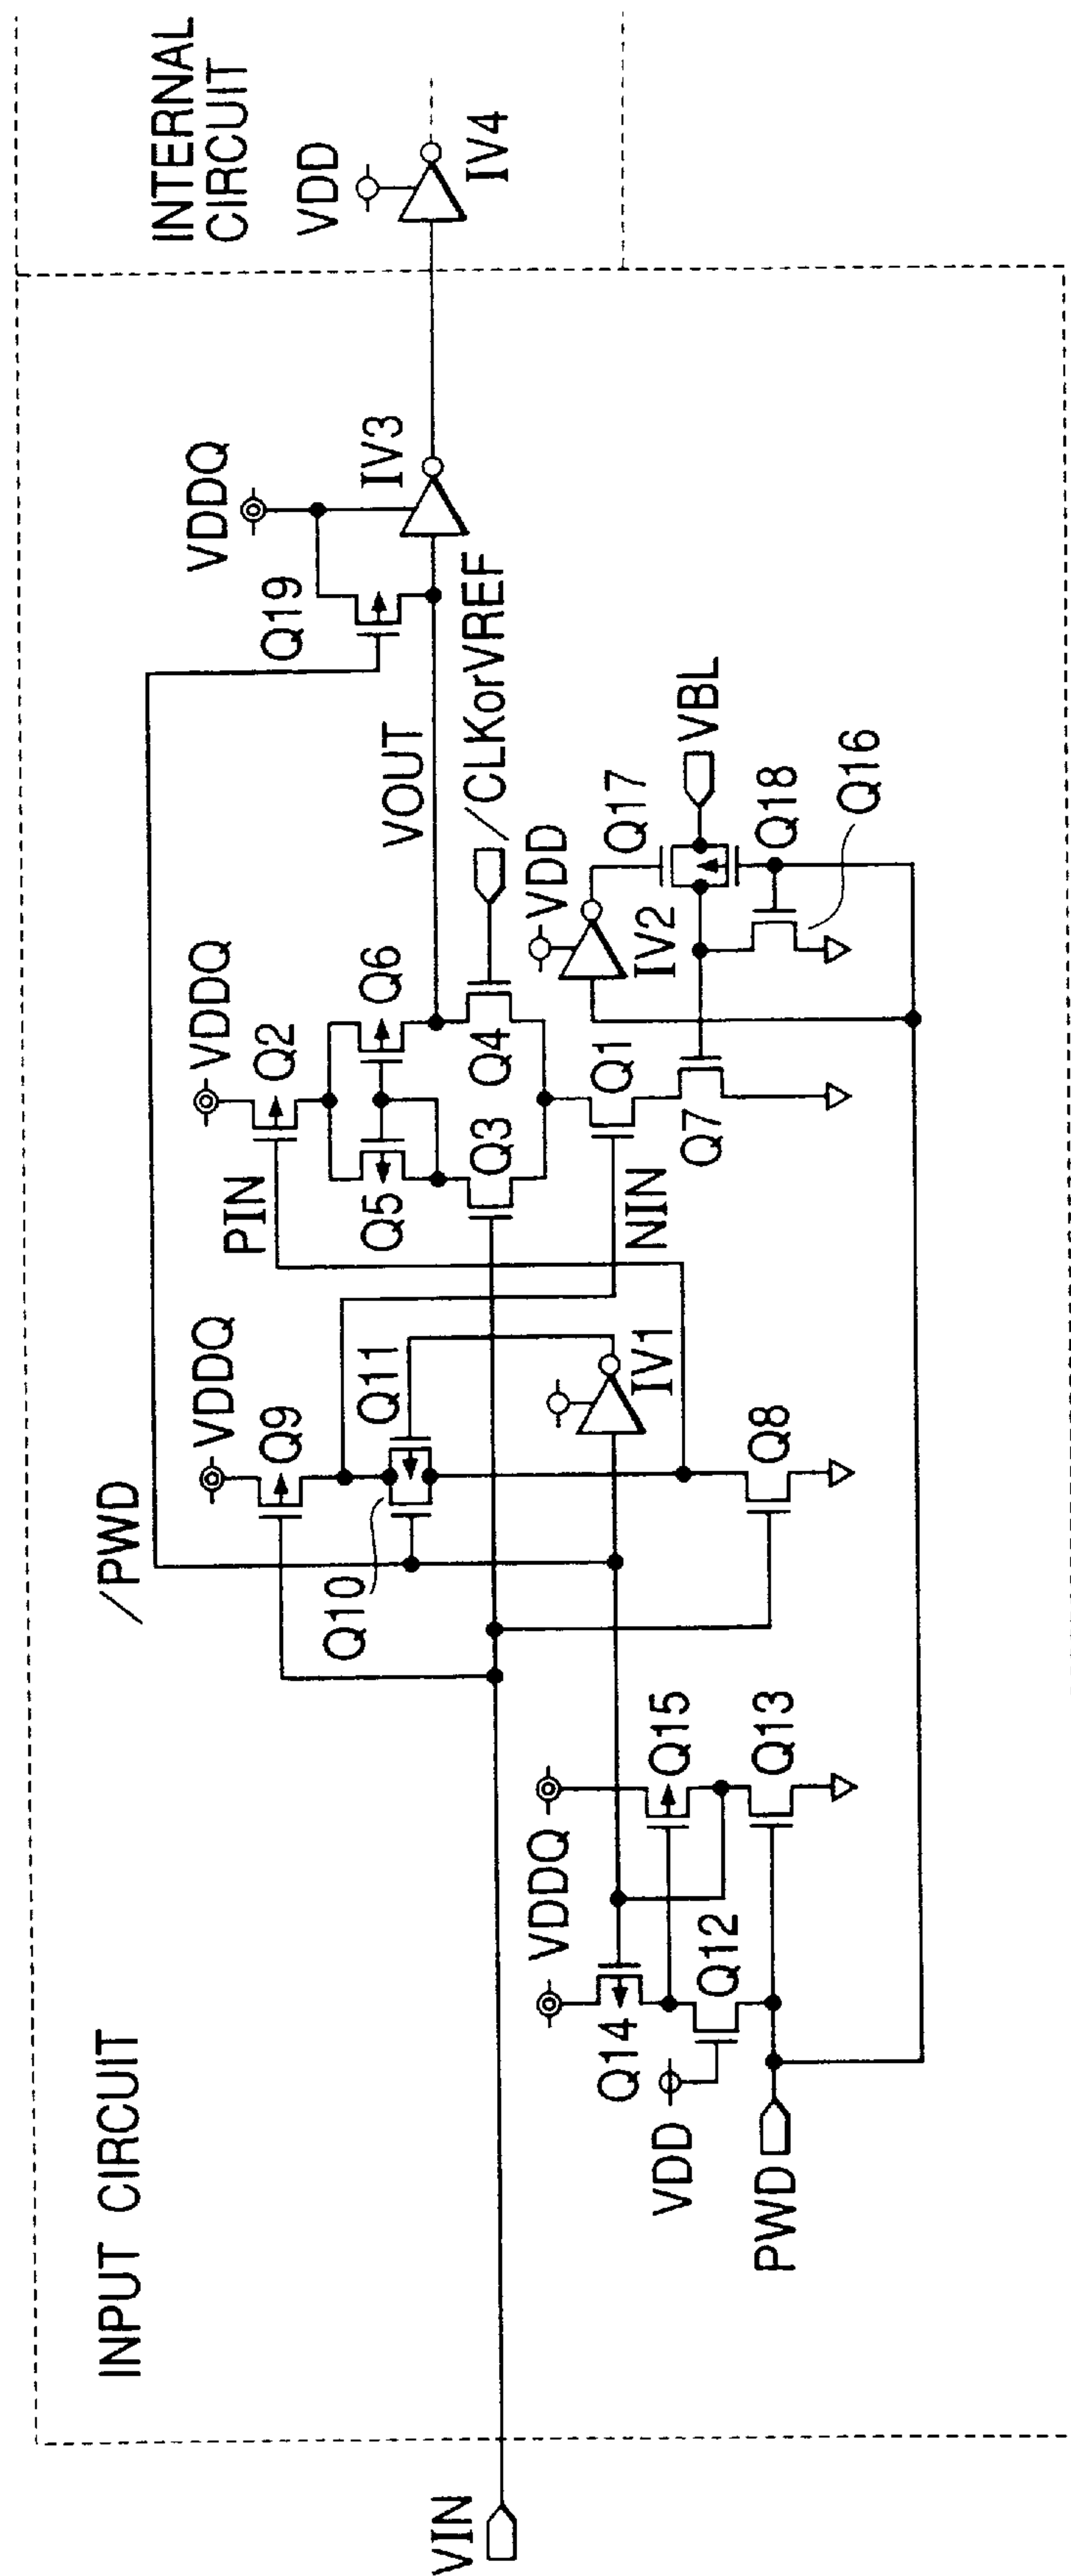 INPUT CIRCUIT
INTERNAL
CIRCUIT
/PWD
VDDQ
VDDQ
VDDQ
VDD
Q9
Q2
Q19
PIN
Q11
Q10
Q5
Q6
VOUT
IV3
IV4
VIN
Q3
Q4
/CLKorVREF
VDDQ
Q14
VDD
Q12
Q15
PWD
Q13
IV1
Q8
NIN
Q1
Q7
VDD
IV2
Q17
VBL
Q18
Q16